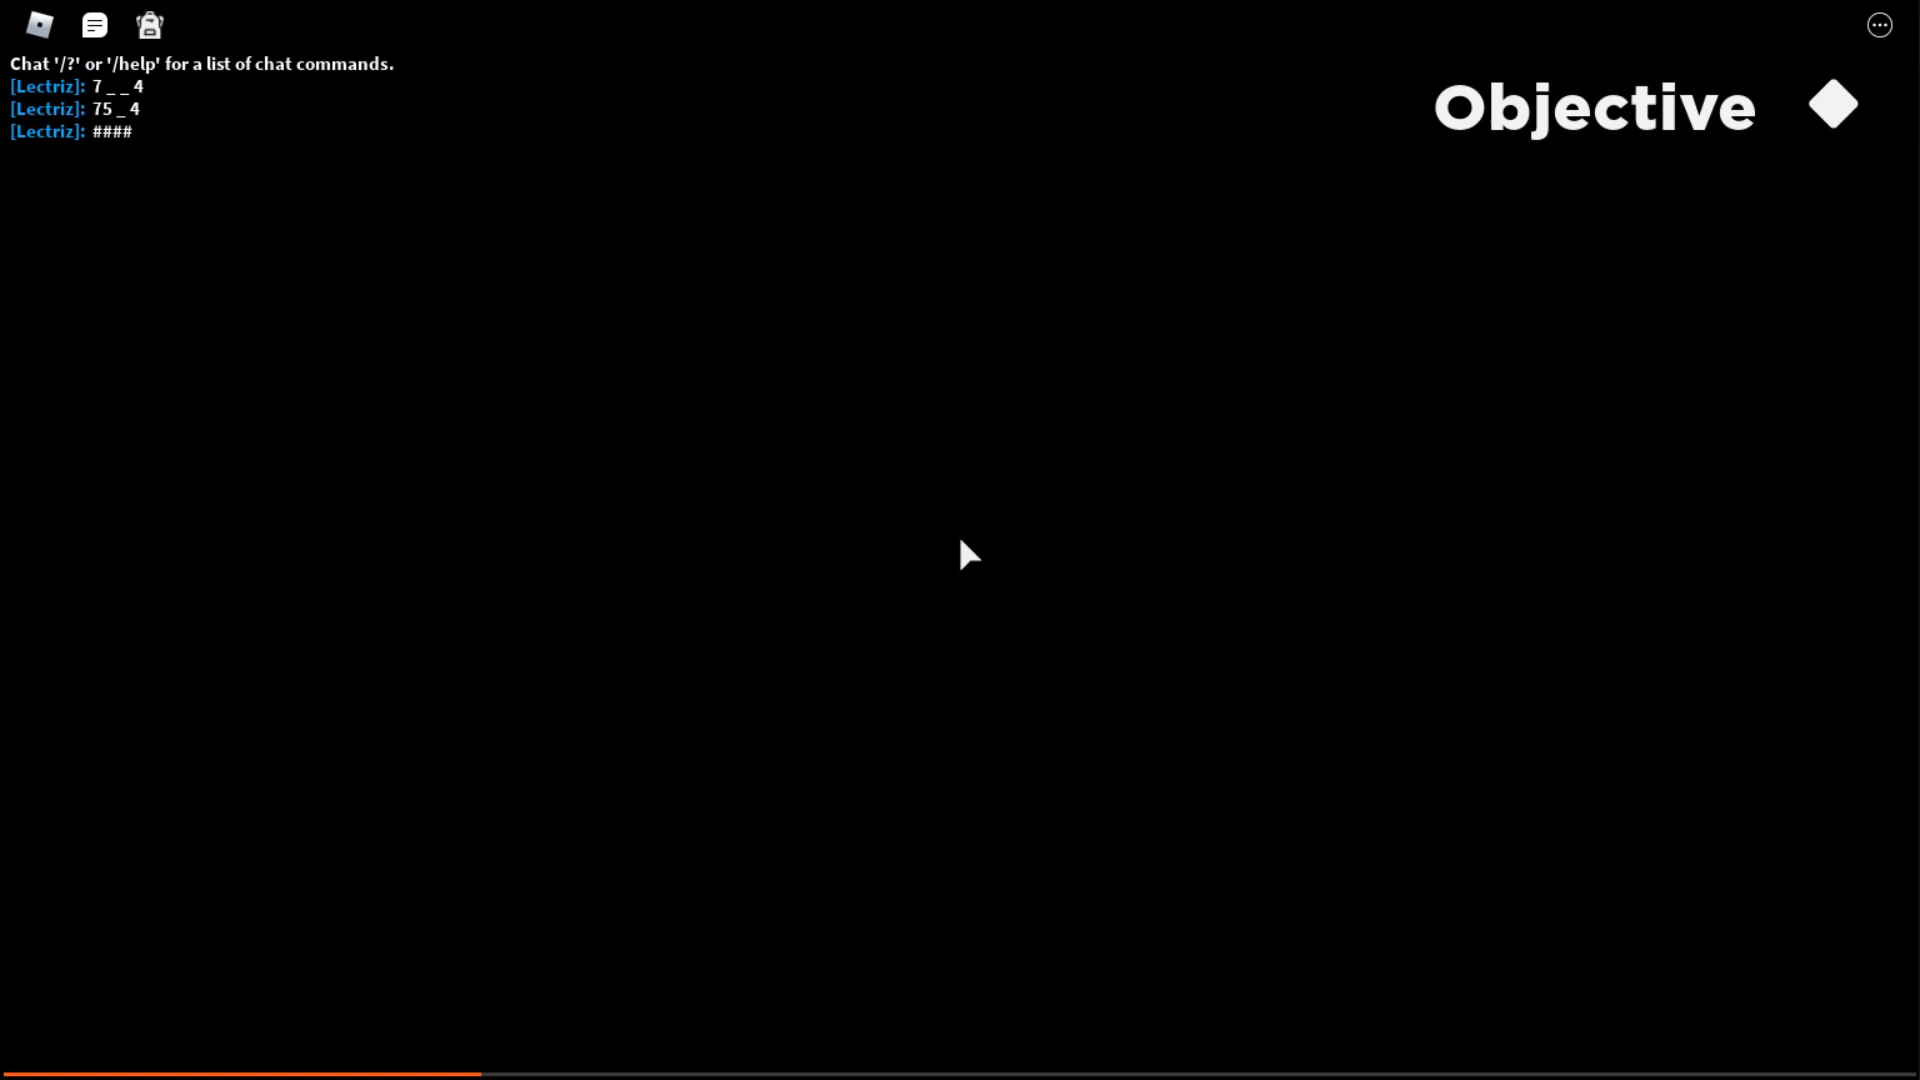 Chat '/?' or '/help' for a list of chat commands.
[Lectriz]: 7 _ _ 4
[Lectriz]: 75 _ 4
[Lectriz]: ####
Objective